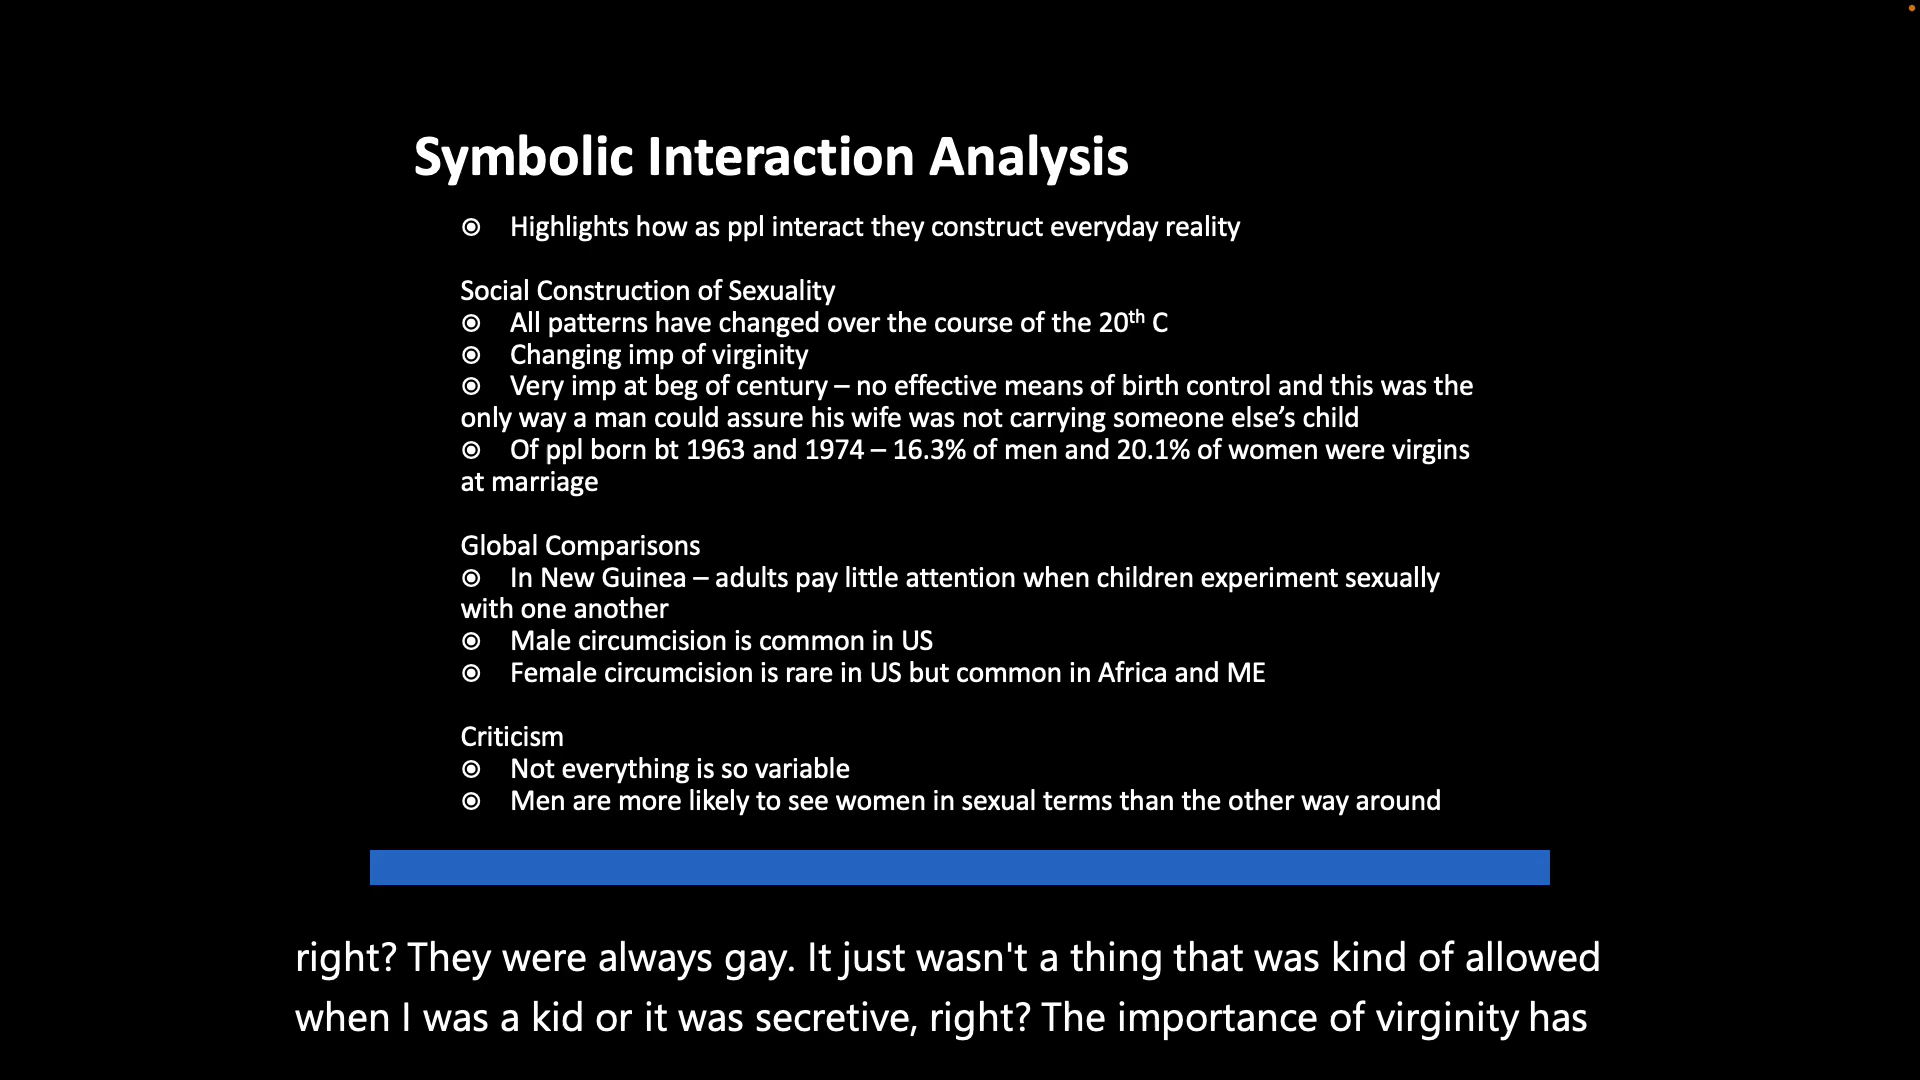 Symbolic Interaction Analysis
Highlights how as ppl interact they construct everyday reality
Social Construction of Sexuality
All patterns have changed over the course of the 20th C
Changing imp of virginity
Very imp at beg of century – no effective means of birth control and this was the
only way a man could assure his wife was not carrying someone else’s child
Of ppl born bt 1963 and 1974 – 16.3% of men and 20.1% of women were virgins
at marriage
Global Comparisons
In New Guinea – adults pay little attention when children experiment sexually
with one another
Male circumcision is common in US
Female circumcision is rare in US but common in Africa and ME
Criticism
Not everything is so variable
Men are more likely to see women in sexual terms than the other way around
right? They were always gay. It just wasn't a thing that was kind of allowed
when I was a kid or it was secretive, right? The importance of virginity has